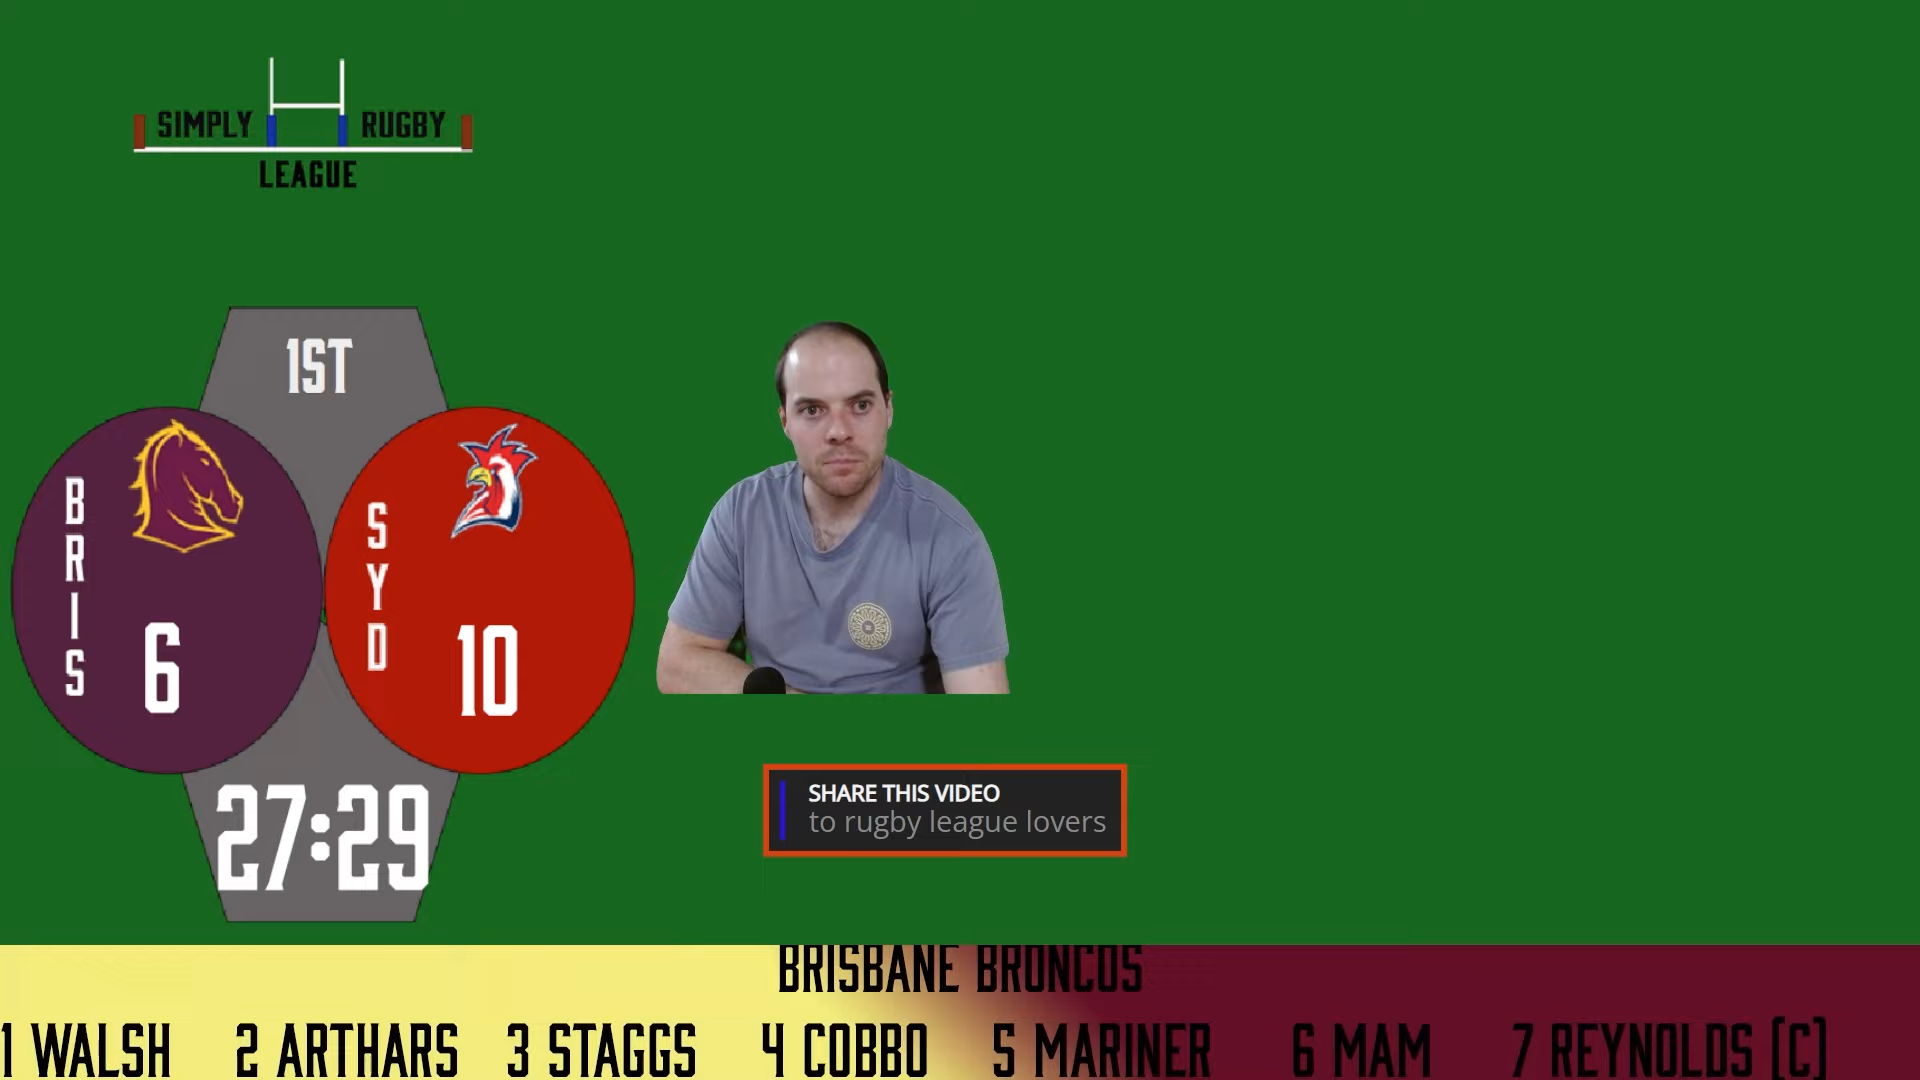 SIMPLY RUGBY
LEAGUE
1ST
BRIS
6
SYD
10
27:29
SHARE THIS VIDEO
to rugby league lovers
BRISBANE BRONCOS
1 WALSH 2 ARTHARS 3 STAGGS 4 COBBO 5 MARINER 6 MAM 7 REYNOLDS (C)